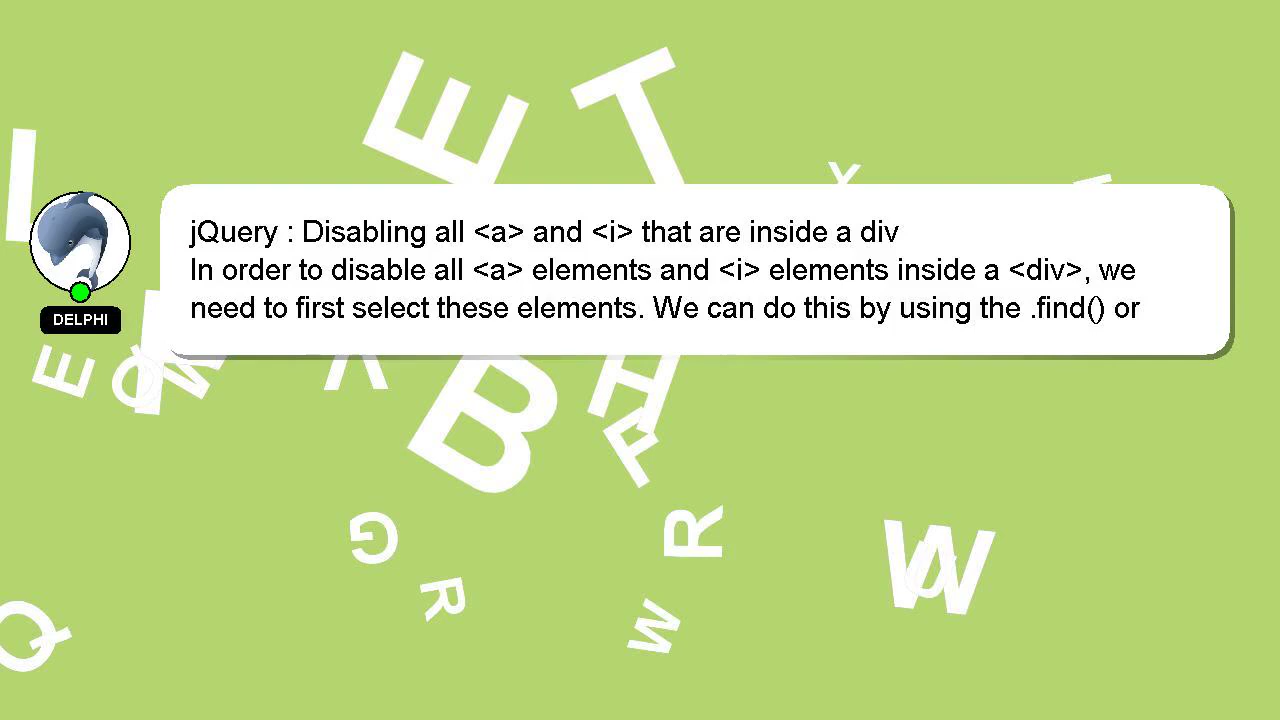 E
T
I
X
jQuery : Disabling all <a> and <i> that are inside a div
In order to disable all <a> elements and <i> elements inside a <div>, we
need to first select these elements. We can do this by using the .find() or
DELPHI
E
Q
M
B
F
G
R
R
W
U
W
Q